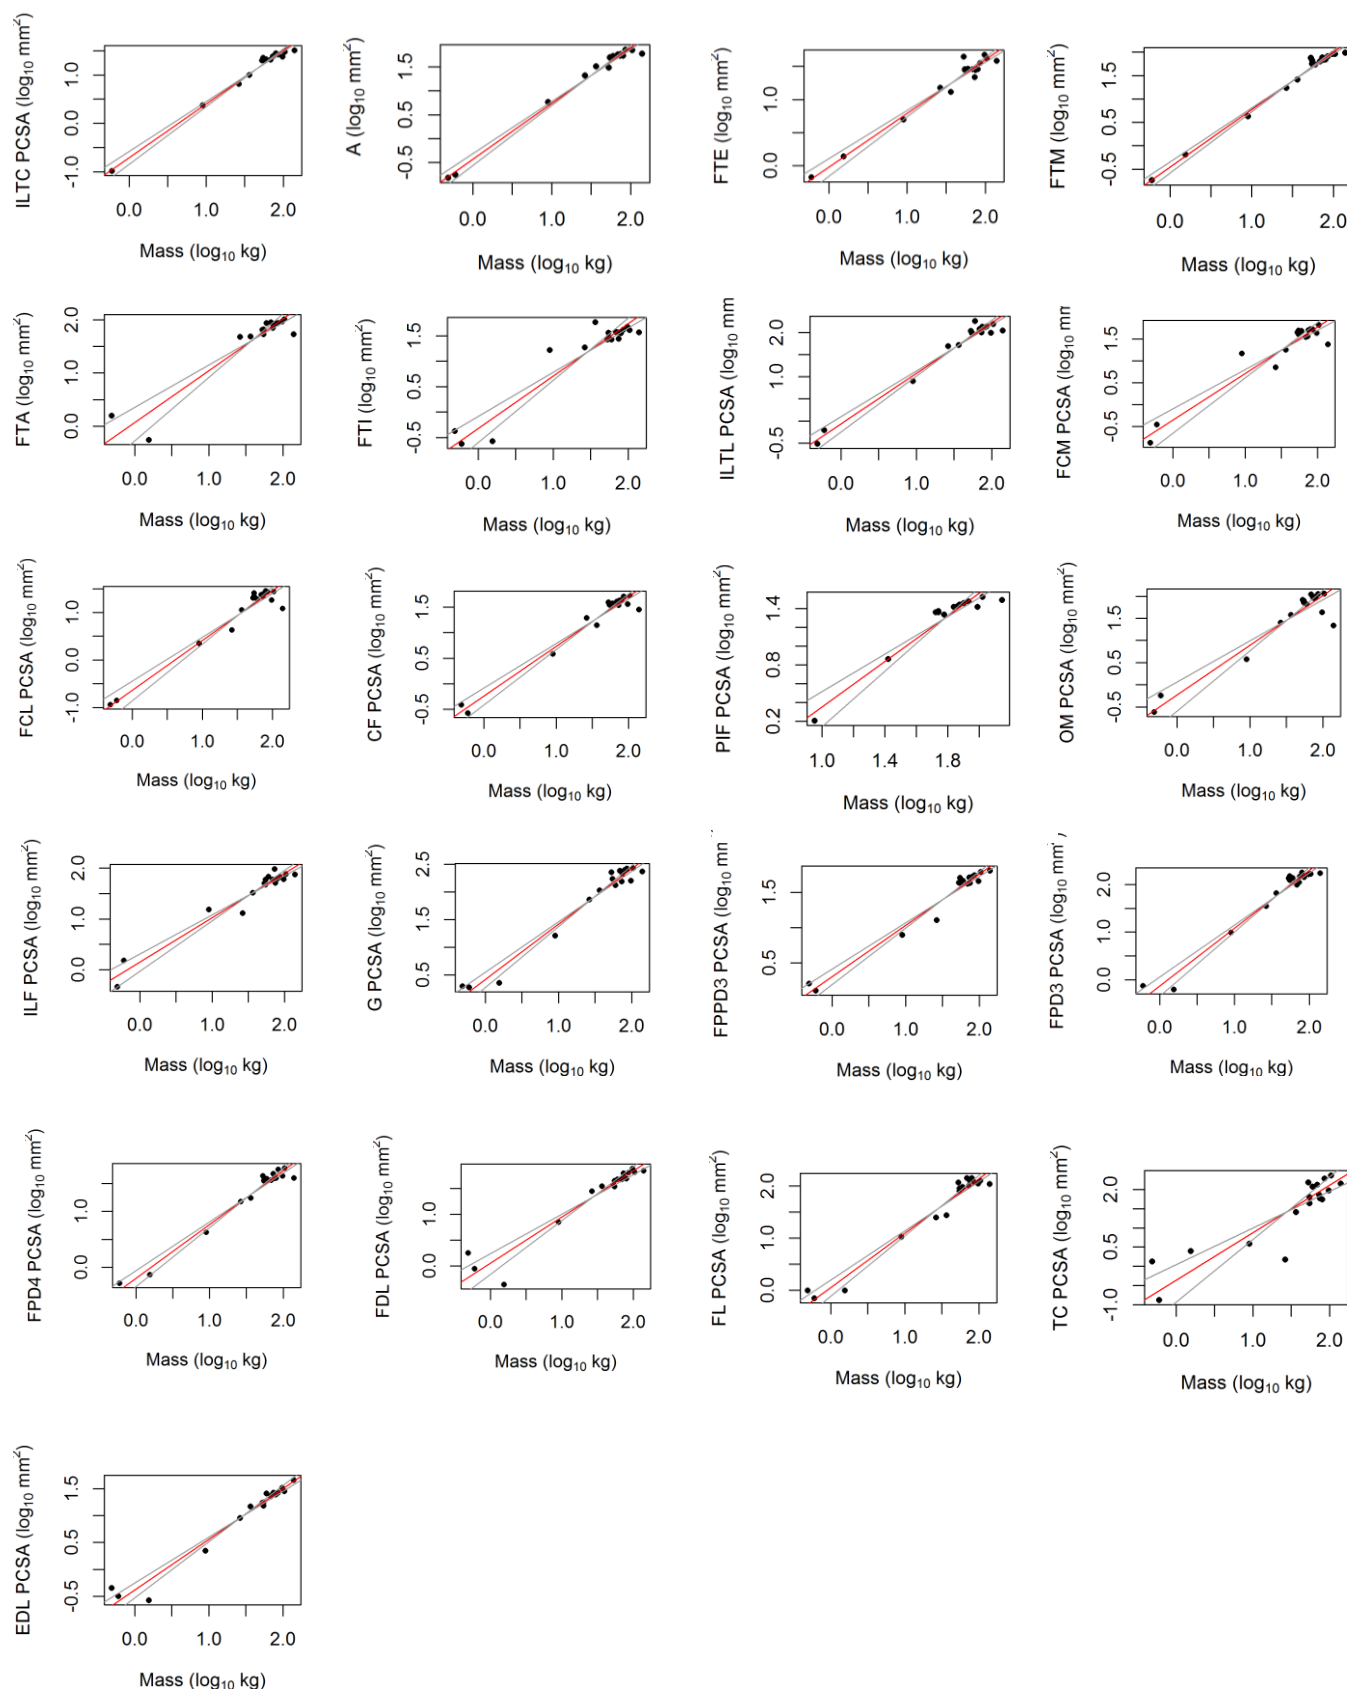 ILTC PCSA (log10 mm2)
-1.0 0.0 1.0
0.0 1.0 2.0
Mass (log10 kg)
A (log10 mm2)
-0.5 0.5 1.5
0.0 1.0 2.0
Mass (log10 kg)
FTE (log10 mm2)
0.0 1.0
0.0 1.0 2.0
Mass (log10 kg)
FTM (log10 mm2)
-0.5 0.5 1.5
0.0 1.0 2.0
Mass (log10 kg)
FTA (log10 mm2)
0.0 1.0 2.0
0.0 1.0 2.0
Mass (log10 kg)
FTI (log10 mm2)
-0.5 0.5 1.5
0.0 1.0 2.0
Mass (log10 kg)
ILTL PCSA (log10 mm
-0.5 1.0 2.0
0.0 1.0 2.0
Mass (log10 kg)
FCM PCSA (log10 mm
-0.5 0.5 1.5
0.0 1.0 2.0
Mass (log10 kg)
FCL PCSA (log10 mm2)
-1.0 0.0 1.0
0.0 1.0 2.0
Mass (log10 kg)
CF PCSA (log10 mm2)
-0.5 0.5 1.5
0.0 1.0 2.0
Mass (log10 kg)
PIF PCSA (log10 mm2)
0.2 0.8 1.4
1.0 1.4 1.8
Mass (log10 kg)
OM PCSA (log10 mm2)
-0.5 0.5 1.5
0.0 1.0 2.0
Mass (log10 kg)
ILF PCSA (log10 mm2)
0.0 1.0 2.0
0.0 1.0 2.0
Mass (log10 kg)
G PCSA (log10 mm2)
0.5 1.5 2.5
0.0 1.0 2.0
Mass (log10 kg)
FPPD3 PCSA (log10 mm
0.5 1.5
0.0 1.0 2.0
Mass (log10 kg)
FPD3 PCSA (log10 mm
0.0 1.0 2.0
0.0 1.0 2.0
Mass (log10 kg)
FPD4 PCSA (log10 mm2)
0.0 1.0
0.0 1.0 2.0
Mass (log10 kg)
FDL PCSA (log10 mm2)
0.0 1.0
0.0 1.0 2.0
Mass (log10 kg)
FL PCSA (log10 mm2)
0.0 1.0 2.0
0.0 1.0 2.0
Mass (log10 kg)
TC PCSA (log10 mm2)
-1.0 0.5 2.0
0.0 1.0 2.0
Mass (log10 kg)
EDL PCSA (log10 mm2)
-0.5 0.5 1.5
0.0 1.0 2.0
Mass (log10 kg)